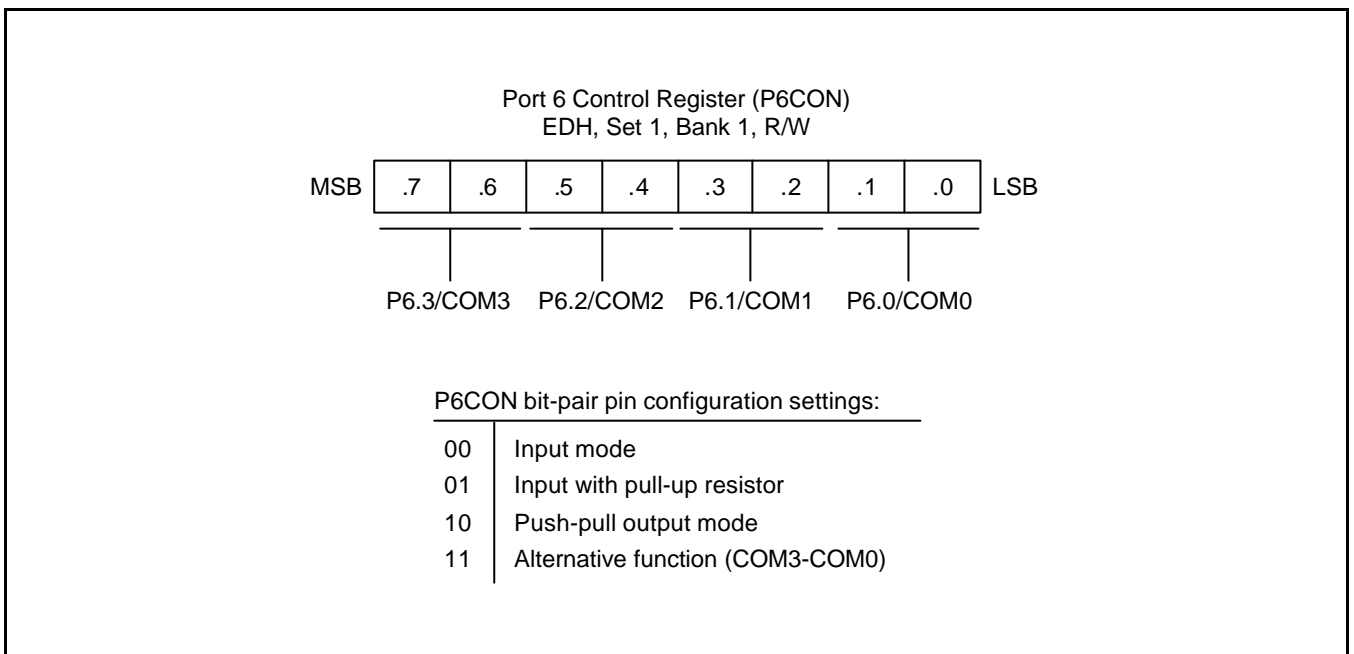 Port 6 Control Register (P6CON)
EDH, Set 1, Bank 1, R/W
MSB .7 .6 .5 .4 .3 .2 .1 .0 LSB
P6.3/COM3 P6.2/COM2 P6.1/COM1 P6.0/COM0
P6CON bit-pair pin configuration settings:
00 Input mode
01 Input with pull-up resistor
10 Push-pull output mode
11 Alternative function (COM3-COM0)